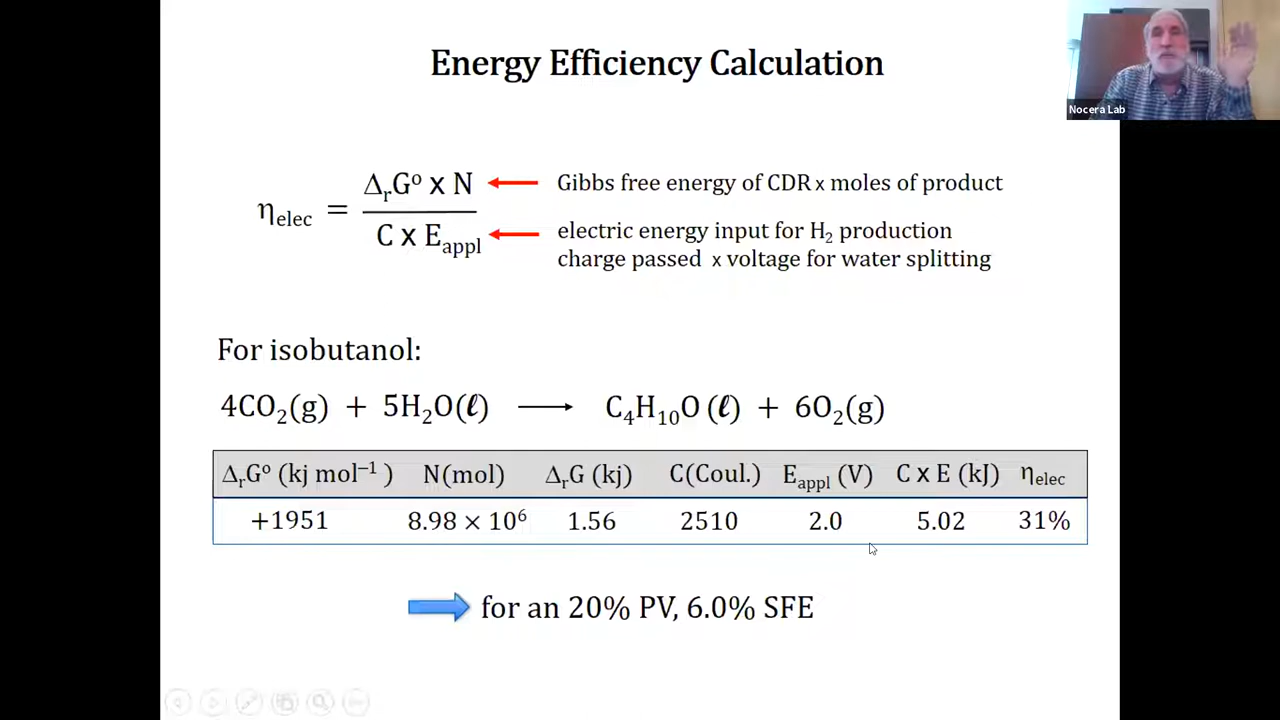 Energy Efficiency Calculation
Nocera Lab
ηelec = ΔrGᵒ x N / C x Eappl
Gibbs free energy of CDR x moles of product
electric energy input for H₂ production
charge passed x voltage for water splitting
For isobutanol:
4CO₂(g) + 5H₂O(ℓ) ⟶ C₄H₁₀O (ℓ) + 6O₂(g)
ΔrGᵒ (kj mol⁻¹) N(mol) ΔrG (kj) C(Coul.) Eappl (V) C x E (kJ) ηelec
+1951 8.98 × 10⁶ 1.56 2510 2.0 5.02 31%
for an 20% PV, 6.0% SFE